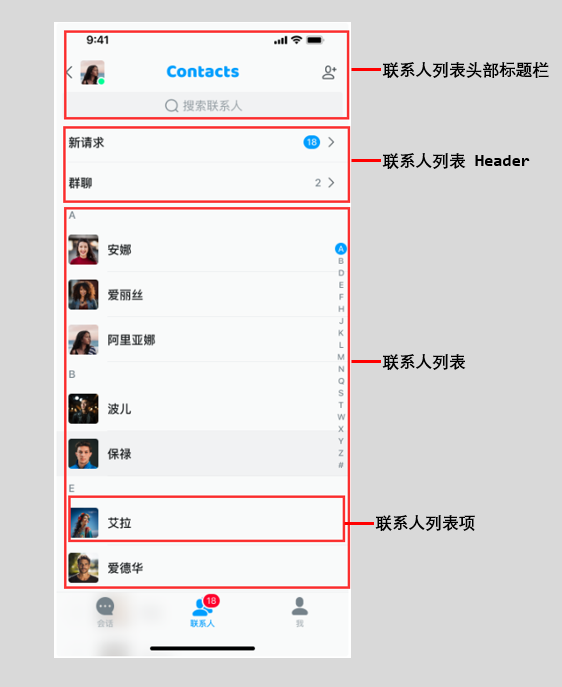 9:41
Contacts
联系人列表头部标题栏
搜索联系人
新请求
18
联系人列表 Header
群聊
2
A
安娜
A
B
D
爱丽丝
E
F
H
J
阿里亚娜
K
L
M
联系人列表
B
N
Q
S
波儿
T
W
X
保禄
Y
Z
#
E
艾拉
联系人列表项
爱德华
18
会话
联系人
我